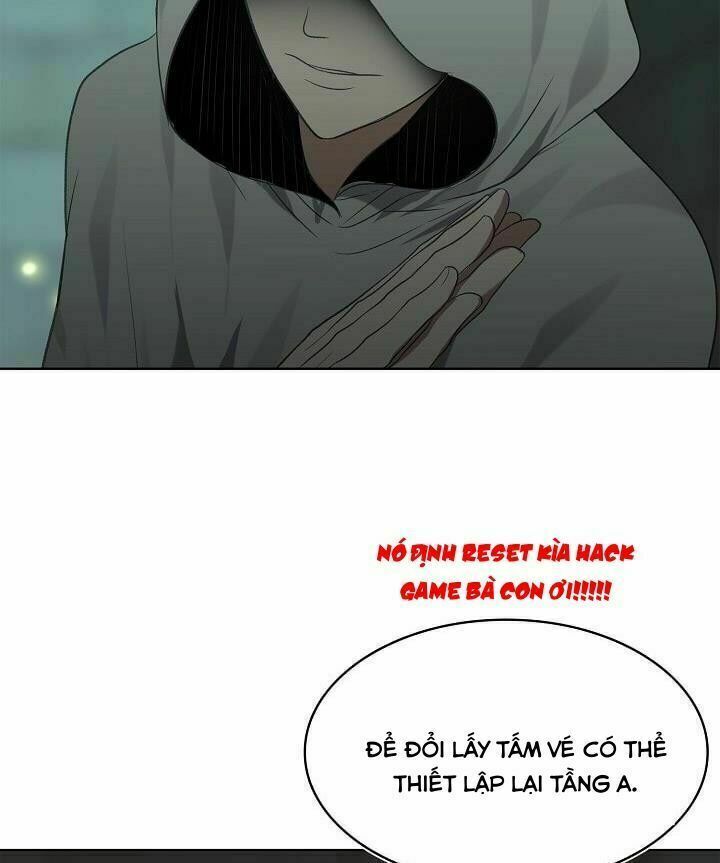 NÓ ĐỊNH RESET KÌA HACK
GAME BÀ CON ƠI!!!!!
ĐỂ ĐỔI LẤY TẤM VÉ CÓ THỂ
THIẾT LẬP LẠI TẦNG A.